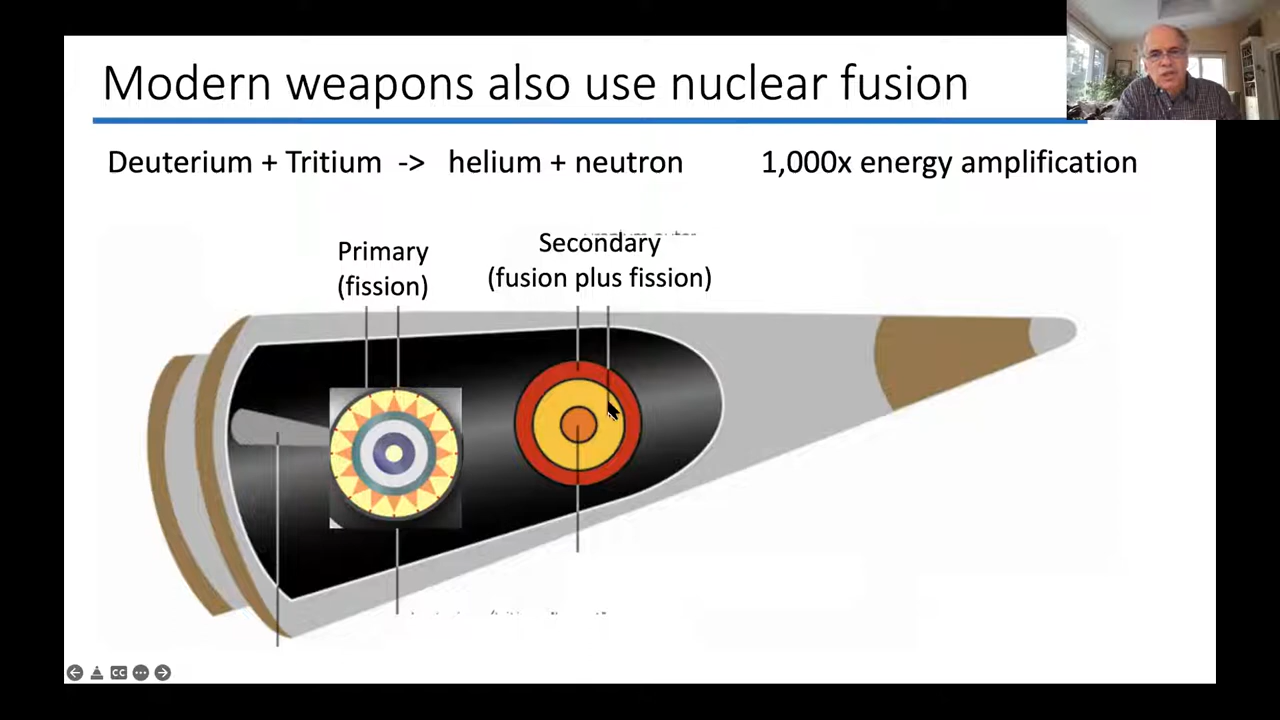 Modern weapons also use nuclear fusion
Deuterium + Tritium -> helium + neutron 1,000x energy amplification
Primary
(fission)
Secondary
(fusion plus fission)
CC